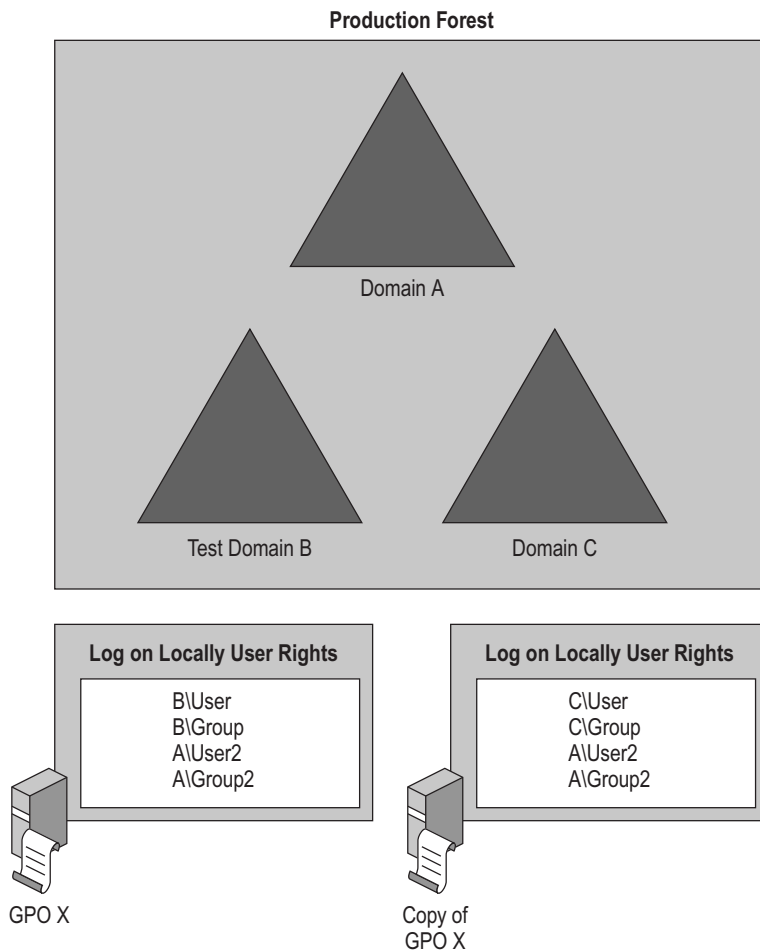 Production Forest
Domain A
Test Domain B
Domain C
Log on Locally User Rights
B\User
B\Group
A\User2
A\Group2
GPO X
Log on Locally User Rights
C\User
C\Group
A\User2
A\Group2
Copy of
GPO X